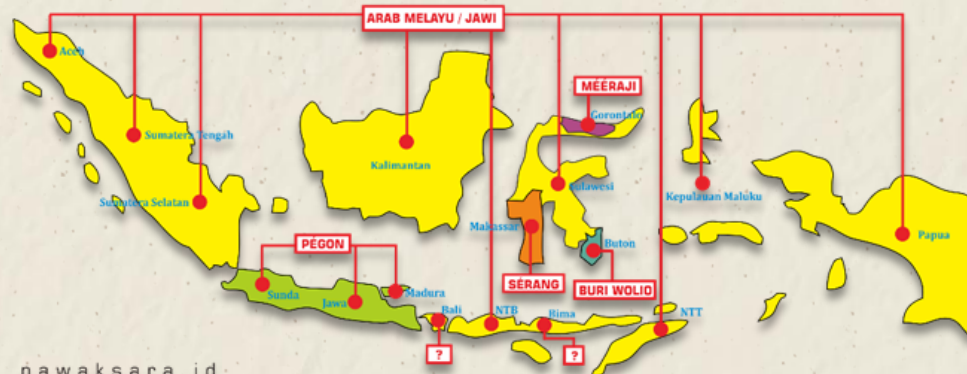 ARAB MELAYU / JAWI
Aceh
MÉÉRAJI
Gorontalo
Sumatera Tengah
Kalimantan
Sulawesi
Kepulauan Maluku
Sumatera Selatan
Makassar
Papua
PÉGON
Buton
SÉRANG
BURI WOLIO
Sunda
Jawa
Madura
Bali
NTB
Bima
NTT
?
?
nawaksara.id